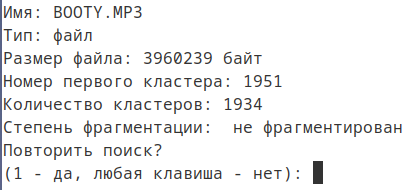 Имя: BOOTY.MP3
Тип: файл
Размер файла: 3960239 байт
Номер первого кластера: 1951
Количество кластеров: 1934
Степень фрагментации:  не фрагментирован
Повторить поиск?
(1 - да, любая клавиша - нет):